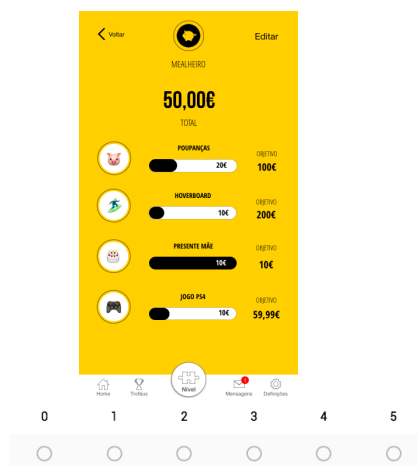 Voltar
Editar
MEALHEIRO
50,00€
TOTAL
POUPANÇAS
20€
OBJETIVO
100€
HOVERBOARD
10€
OBJETIVO
200€
PRESENTE MÃE
10€
OBJETIVO
10€
JOGO PS4
10€
OBJETIVO
59,99€
Home Troféus Nível Mensagens Definições
0 1 2 3 4 5